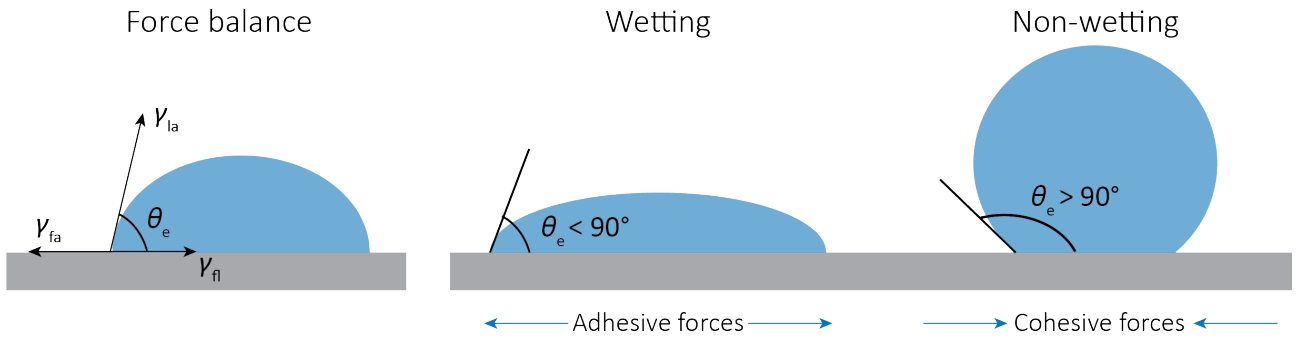 Force balance
γla
θe
γfa
γfl
Wetting
θe < 90°
Adhesive forces
Non-wetting
θe > 90°
Cohesive forces